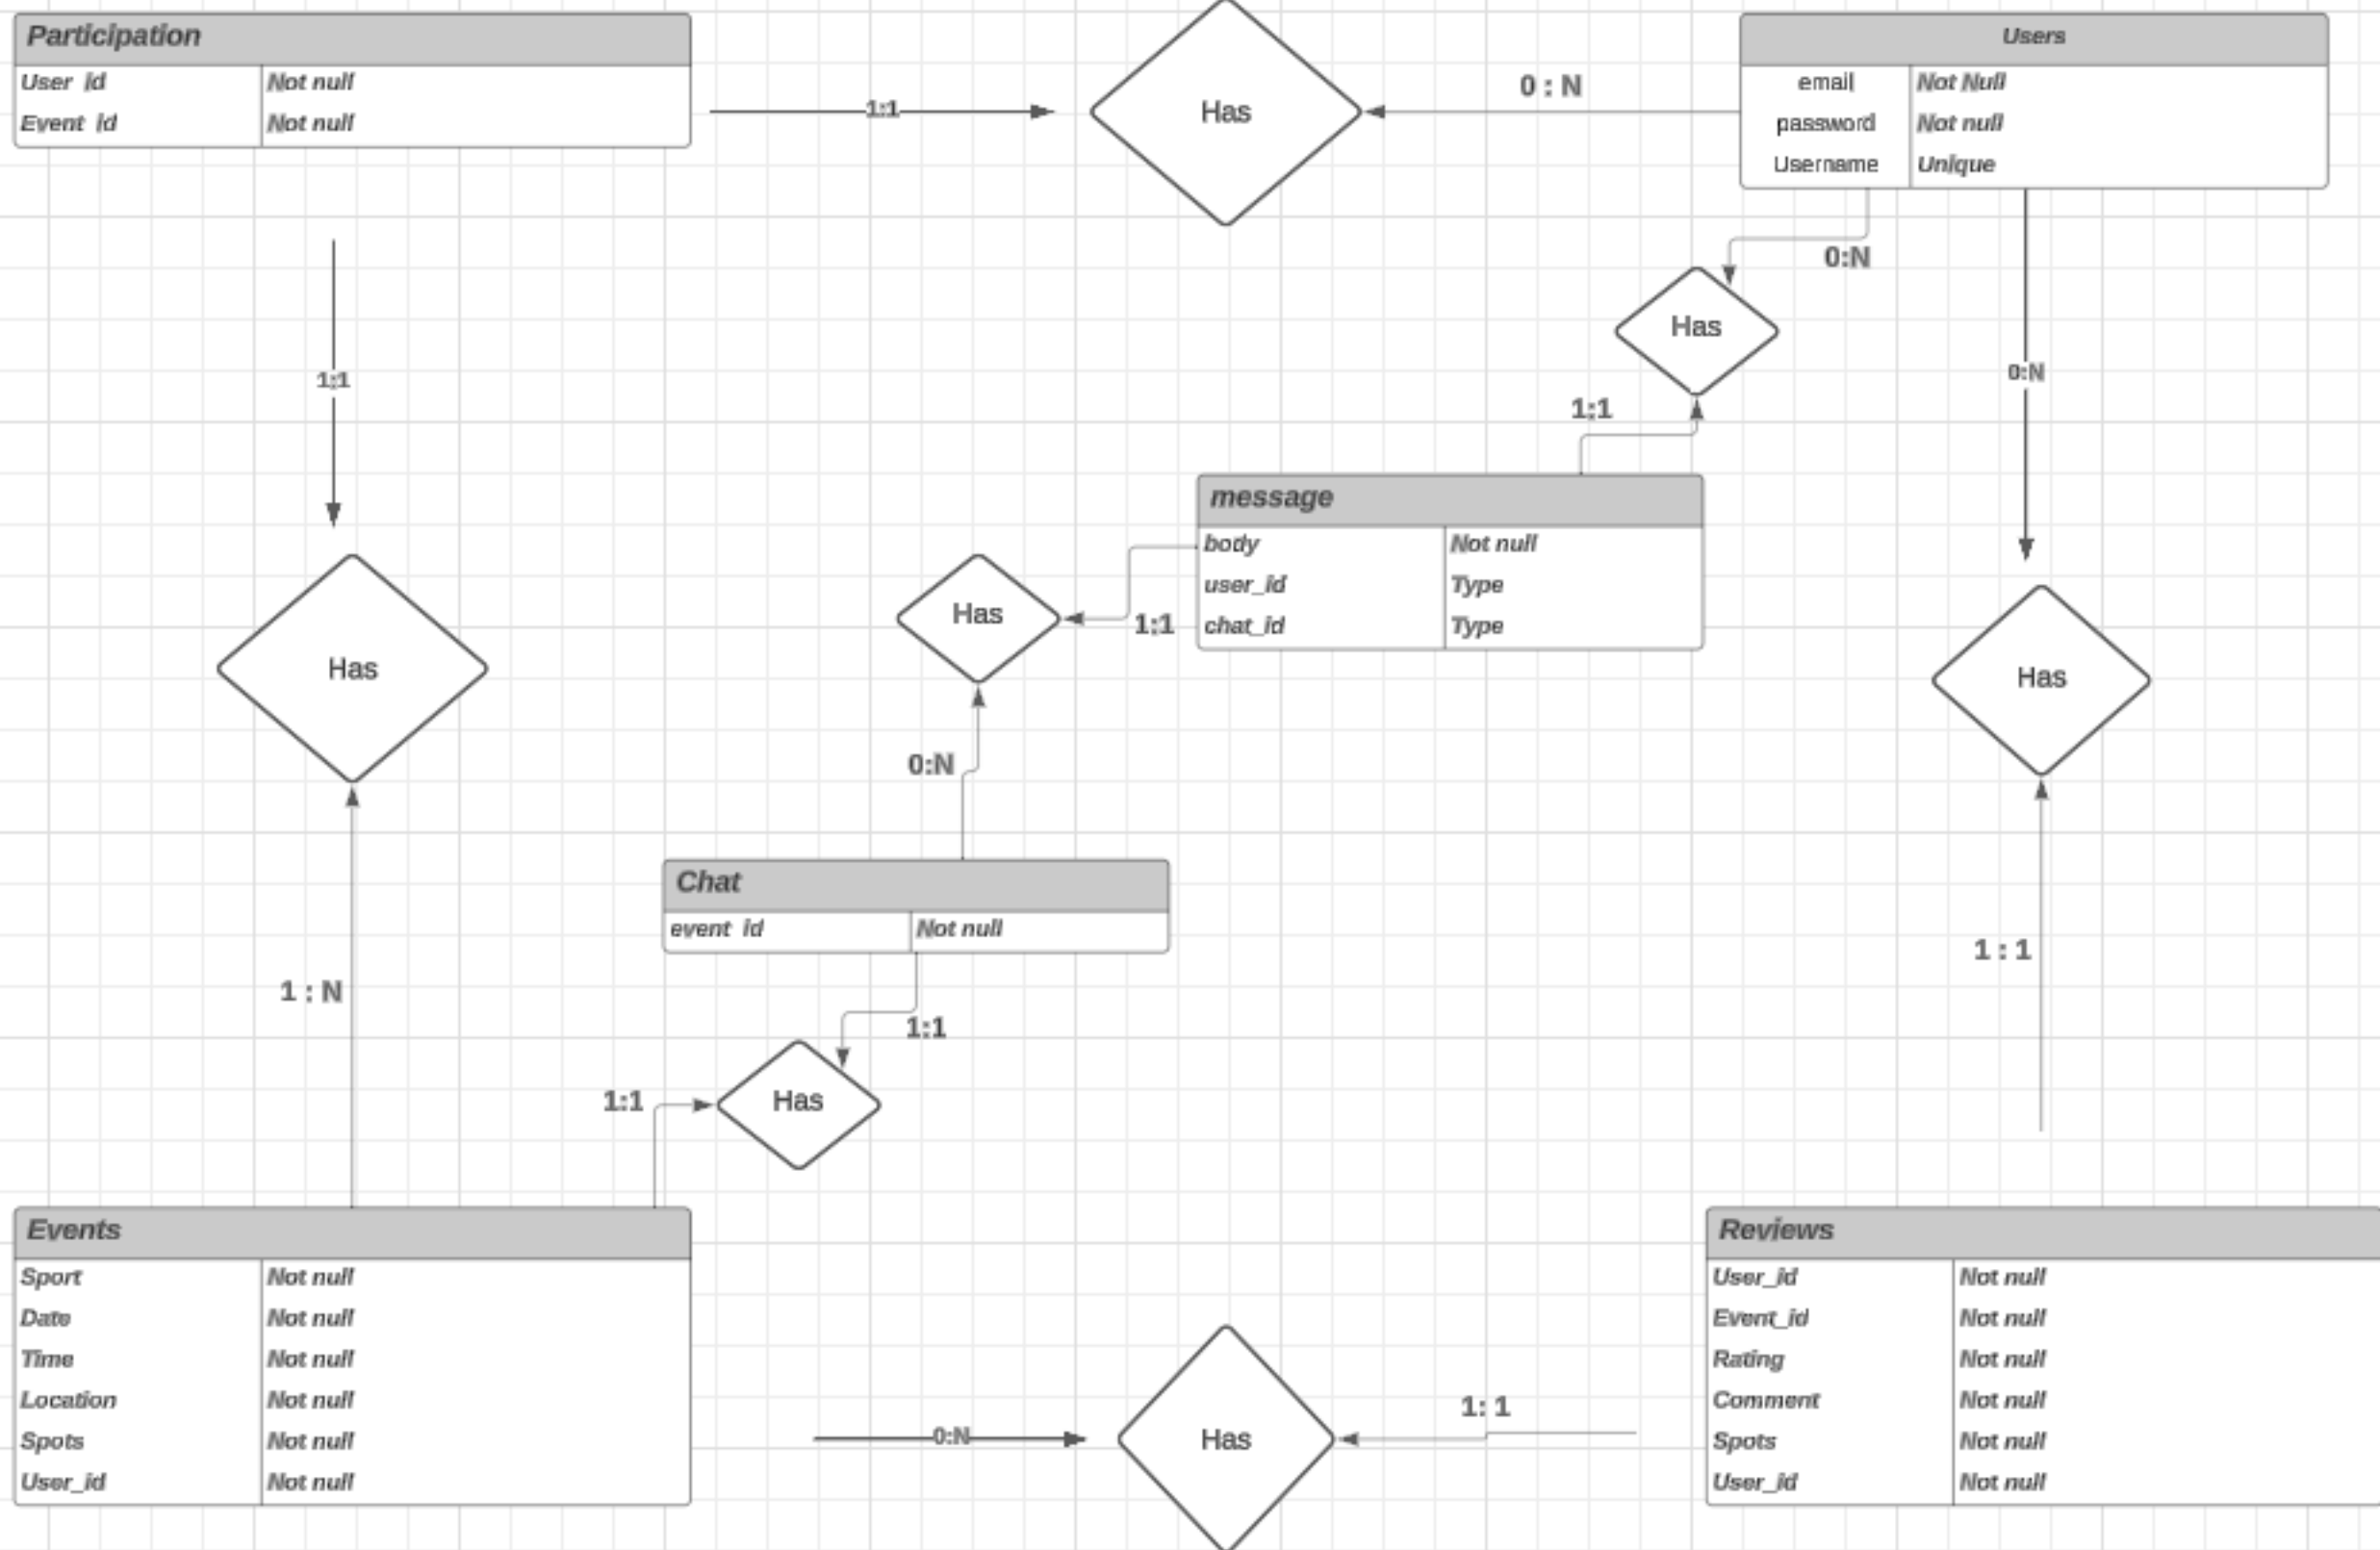 Participation
User_id Not null
Event_id Not null
1:1
Has
0 : N
Users
email Not Null
password Not null
Username Unique
0:N
Has
1:1
0:N
1:1
message
body Not null
user_id Type
chat_id Type
Has
1:1
Has
Has
0:N
Chat
event_id Not null
1 : N
1:1
1 : 1
1:1
Has
Events
Sport Not null
Date Not null
Time Not null
Location Not null
Spots Not null
User_id Not null
0:N
Has
1: 1
Reviews
User_id Not null
Event_id Not null
Rating Not null
Comment Not null
Spots Not null
User_id Not null